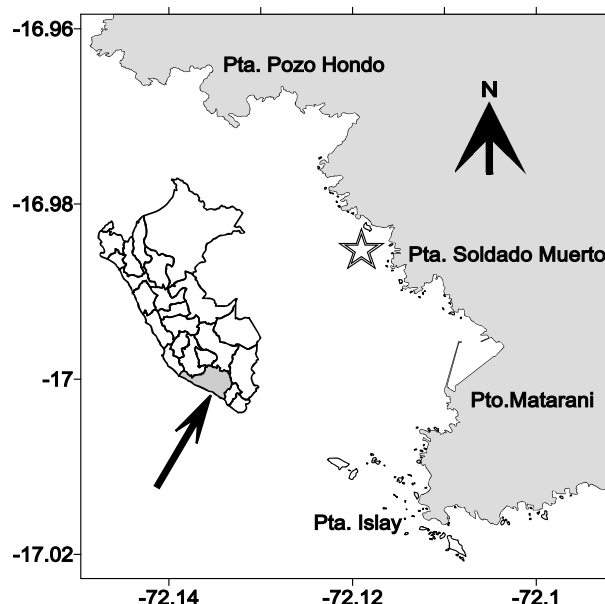 -16.96
Pta. Pozo Hondo
N
-16.98
Pta. Soldado Muerto
-17
Pto.Matarani
Pta. Islay
-17.02
-72.14
-72.12
-72.1